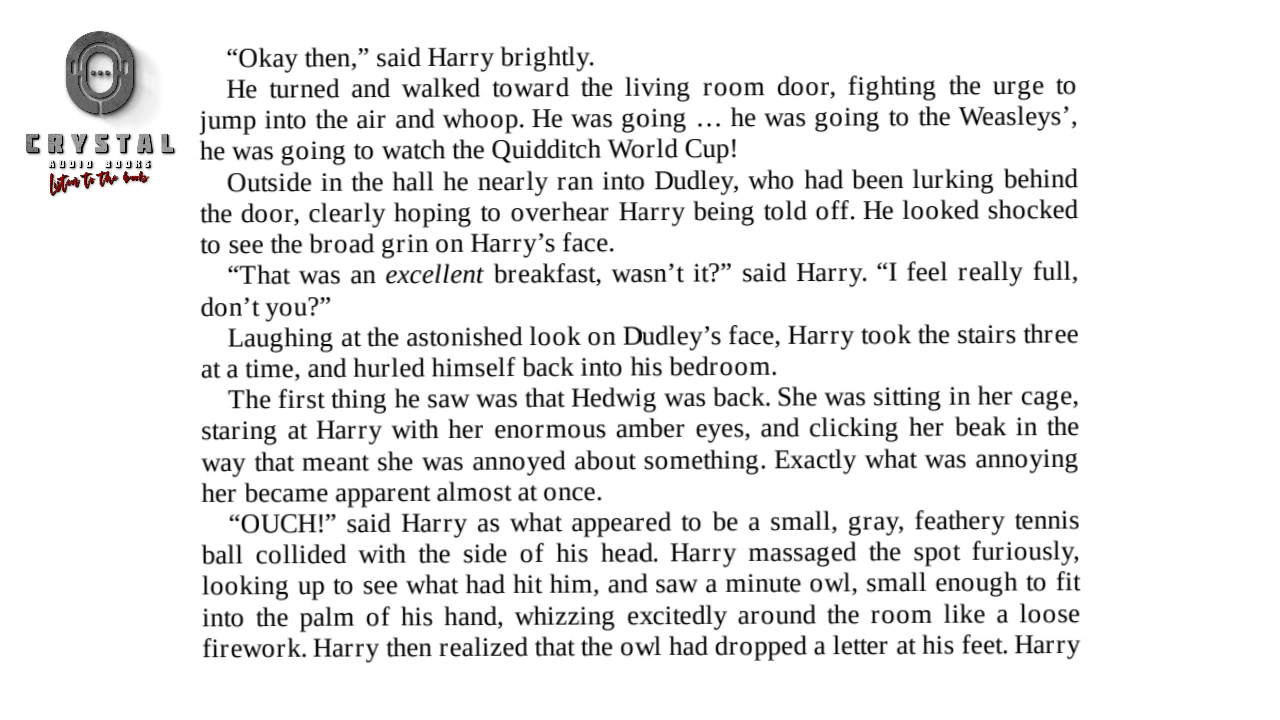 CRYSTAL
AUDIO BOOKS
Listen to the book
“Okay then,” said Harry brightly.
He turned and walked toward the living room door, fighting the urge to
jump into the air and whoop. He was going … he was going to the Weasleys’,
he was going to watch the Quidditch World Cup!
Outside in the hall he nearly ran into Dudley, who had been lurking behind
the door, clearly hoping to overhear Harry being told off. He looked shocked
to see the broad grin on Harry’s face.
“That was an excellent breakfast, wasn’t it?” said Harry. “I feel really full,
don’t you?”
Laughing at the astonished look on Dudley’s face, Harry took the stairs three
at a time, and hurled himself back into his bedroom.
The first thing he saw was that Hedwig was back. She was sitting in her cage,
staring at Harry with her enormous amber eyes, and clicking her beak in the
way that meant she was annoyed about something. Exactly what was annoying
her became apparent almost at once.
“OUCH!” said Harry as what appeared to be a small, gray, feathery tennis
ball collided with the side of his head. Harry massaged the spot furiously,
looking up to see what had hit him, and saw a minute owl, small enough to fit
into the palm of his hand, whizzing excitedly around the room like a loose
firework. Harry then realized that the owl had dropped a letter at his feet. Harry